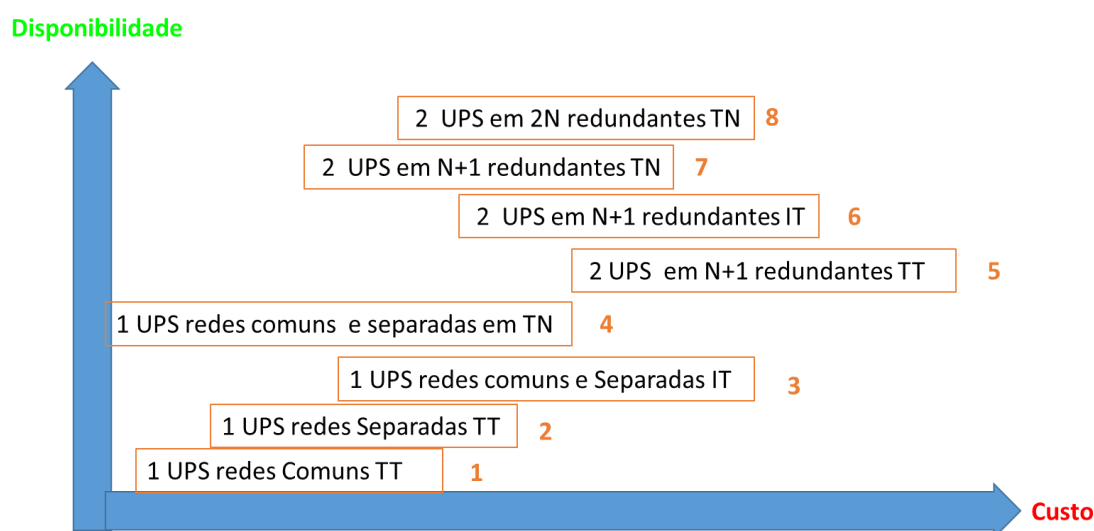 Disponibilidade
2 UPS em 2N redundantes TN 8
2 UPS em N+1 redundantes TN 7
2 UPS em N+1 redundantes IT 6
2 UPS em N+1 redundantes TT 5
1 UPS redes comuns e separadas em TN 4
1 UPS redes comuns e Separadas IT 3
1 UPS redes Separadas TT 2
1 UPS redes Comuns TT 1
Custo